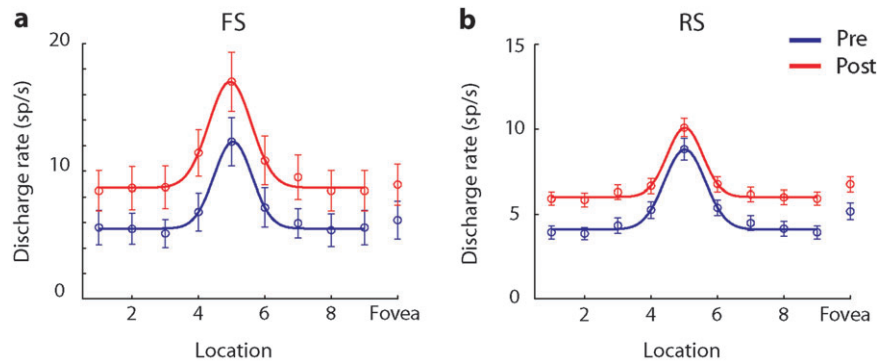 a
FS
Discharge rate (sp/s)
20
10
0
2 4 6 8 Fovea
Location
b
RS
Discharge rate (sp/s)
15
10
5
0
2 4 6 8 Fovea
Location
Pre
Post